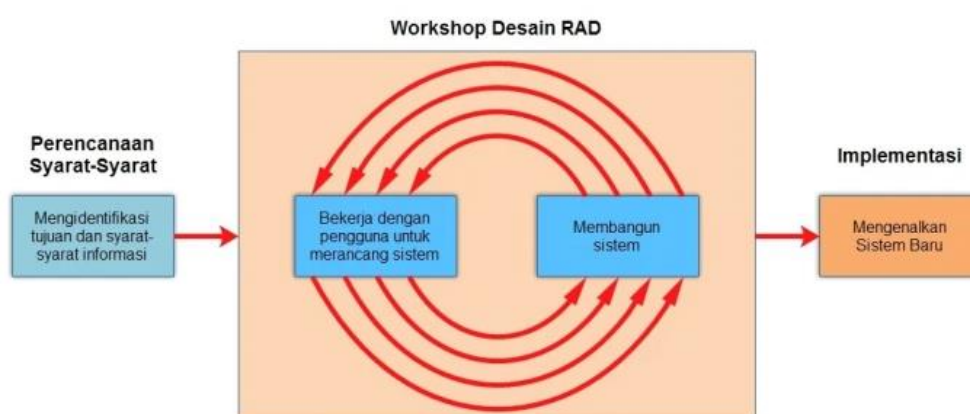 Workshop Desain RAD
Perencanaan
Syarat-Syarat
Mengidentifikasi
tujuan dan syarat-
syarat informasi
Bekerja dengan
pengguna untuk
merancang sistem
Membangun
sistem
Implementasi
Mengenalkan
Sistem Baru